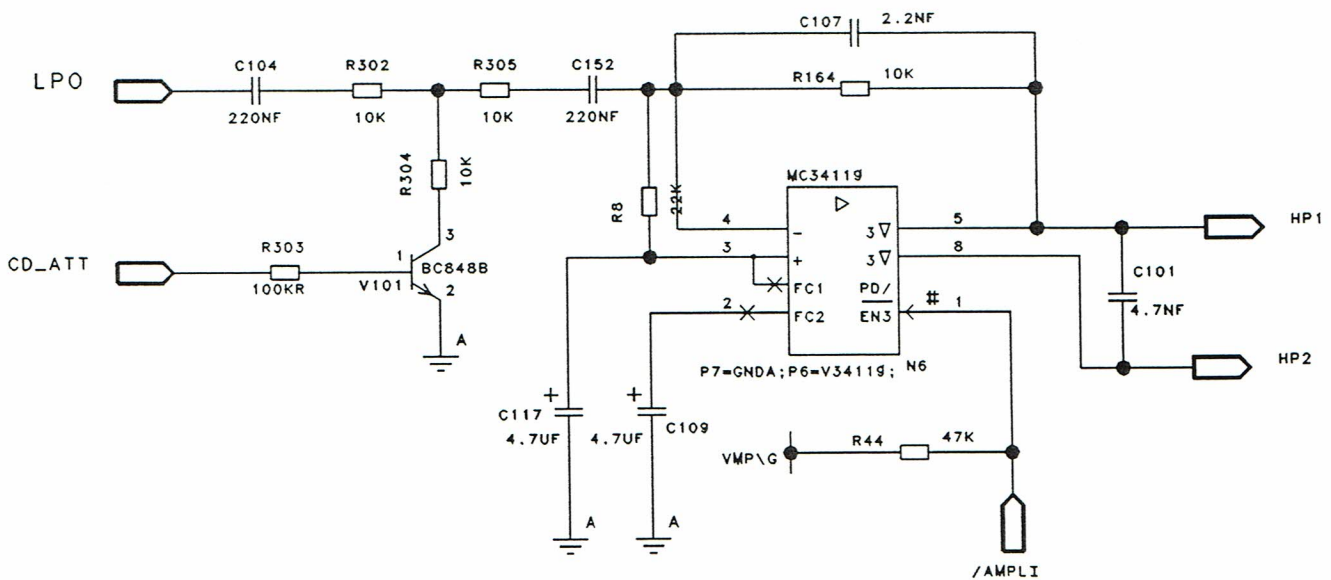 C107 2.2NF
LPO
C104
R302
R305
C152
R164 10K
220NF
10K
10K
220NF
R304
10K
MC34119
R8
22K
4
-
3 ▽
5
HP1
3
CD_ATT
R303
1
BC848B
3
+
3 ▽
8
C101
100KR
V101
2
FC1
PD/
2
FC2
EN3
#
1
4.7NF
A
P7=GNDA;P6=V34119;
N6
HP2
+
+
C117
4.7UF
4.7UF
C109
R44
47K
VMP\G
A
A
/AMPLI